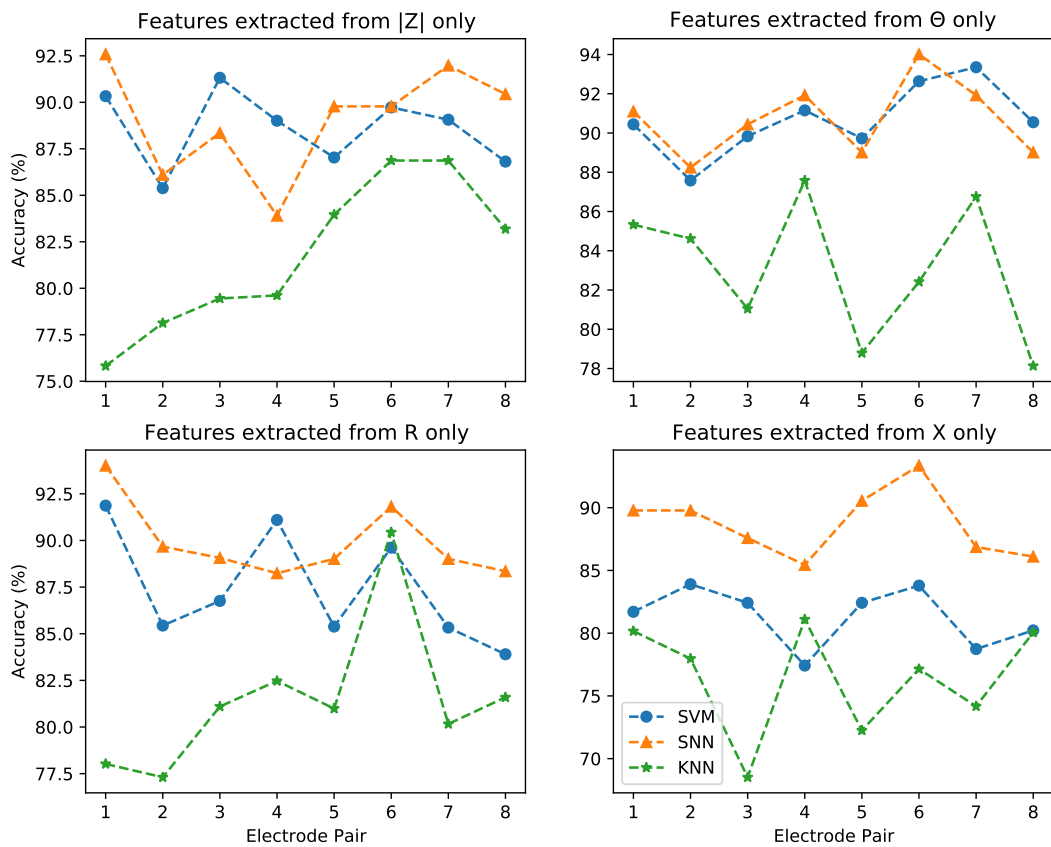 Features extracted from |Z| only
Accuracy (%)
92.5
90.0
87.5
85.0
82.5
80.0
77.5
75.0
1 2 3 4 5 6 7 8
Features extracted from Θ only
94
92
90
88
86
84
82
80
78
1 2 3 4 5 6 7 8
Features extracted from R only
Accuracy (%)
92.5
90.0
87.5
85.0
82.5
80.0
77.5
1 2 3 4 5 6 7 8
Electrode Pair
Features extracted from X only
90
85
80
75
70
SVM
SNN
KNN
1 2 3 4 5 6 7 8
Electrode Pair